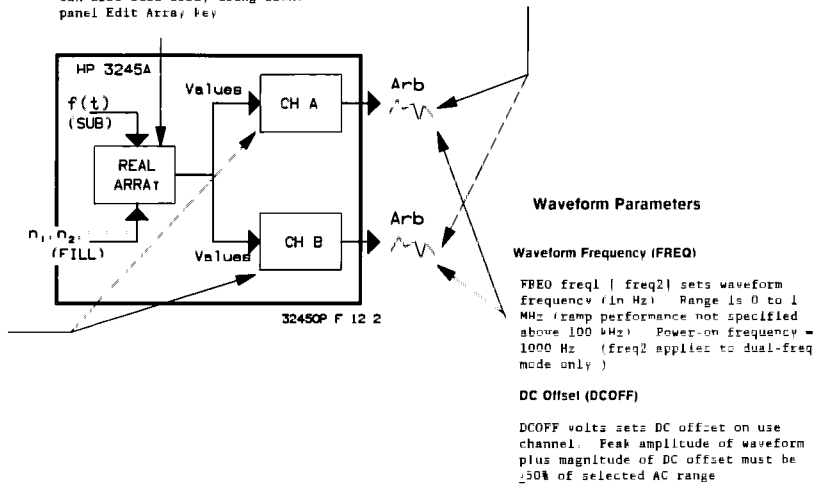 panel Edit Array key
HP 3245A
f(t)
(SUB)
Values
CH A
Arb
REAL
ARRAY
n₁, n₂,
(FILL)
Values
CH B
Arb
3245OP F 12 2
Waveform Parameters
Waveform Frequency (FREQ)
FREQ freq1 [ freq2] sets waveform
frequency (in Hz) Range is 0 to 1
MHz (ramp performance not specified
above 100 kHz) Power-on frequency =
1000 Hz (freq2 applies to dual-freq
mode only )
DC Offset (DCOFF)
DCOFF volts sets DC offset on use
channel. Peak amplitude of waveform
plus magnitude of DC offset must be
≤50% of selected AC range